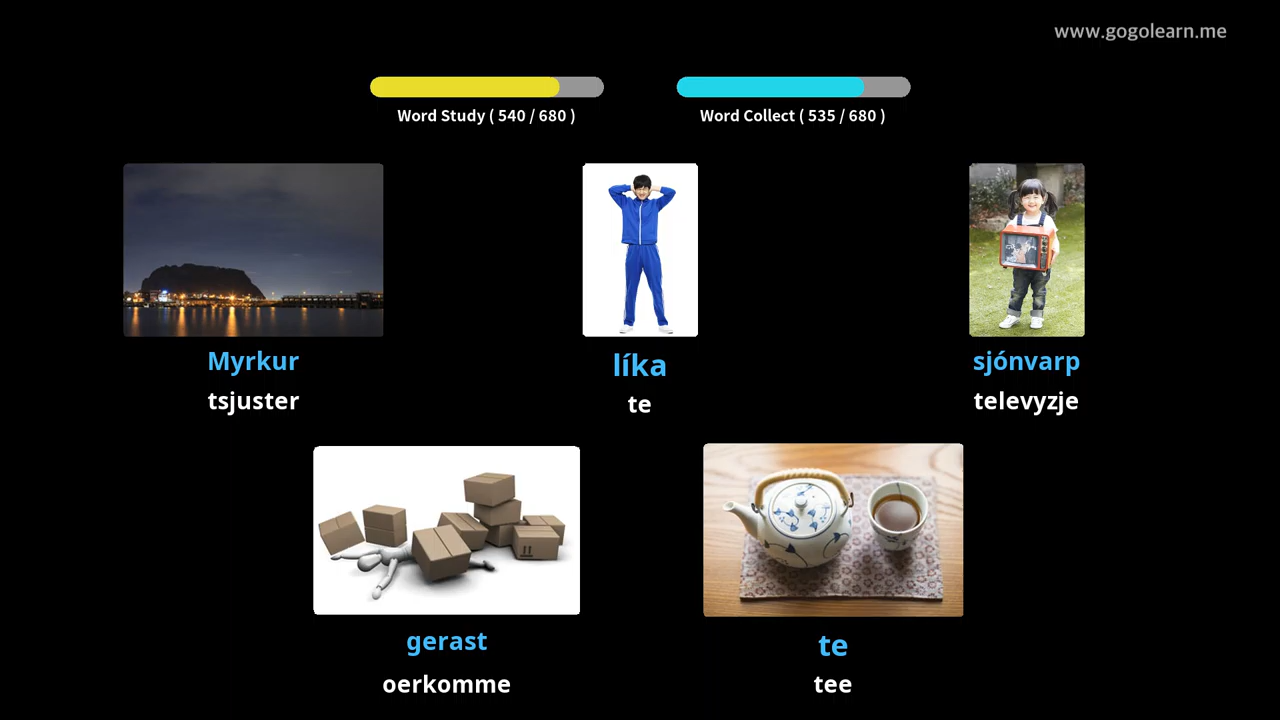 www.gogolearn.me
Word Study ( 540 / 680 )
Word Collect ( 535 / 680 )
Myrkur
tsjuster
líka
te
sjónvarp
televyzje
gerast
oerkomme
te
tee